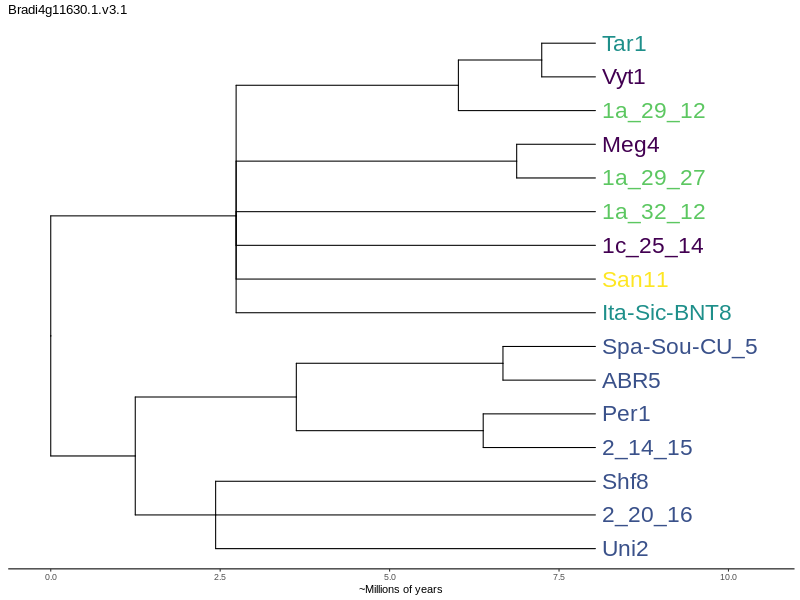 Bradi4g11630.1.v3.1
Tar1
Vyt1
1a_29_12
Meg4
1a_29_27
1a_32_12
1c_25_14
San11
Ita-Sic-BNT8
Spa-Sou-CU_5
ABR5
Per1
2_14_15
Shf8
2_20_16
Uni2
0.0 2.5 5.0 7.5 10.0
~Millions of years